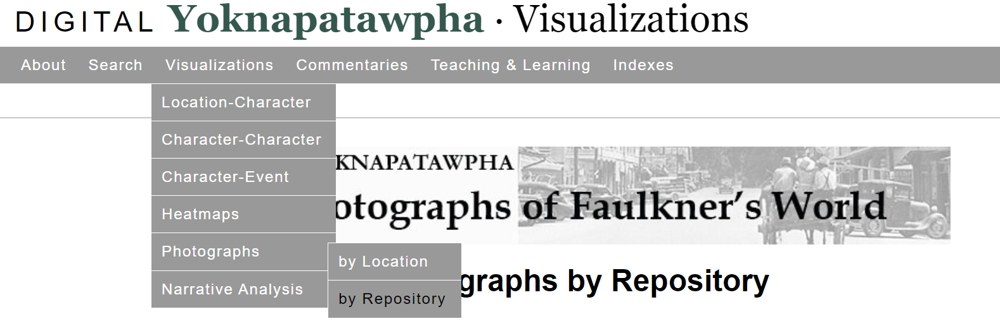 DIGITAL Yoknapatawpha · Visualizations
About Search Visualizations Commentaries Teaching & Learning Indexes
Location-Character
Character-Character
Character-Event
Heatmaps
Photographs
Narrative Analysis
by Location
by Repository
KNAPATAWPHA
otographs of Faulkner’s World
graphs by Repository